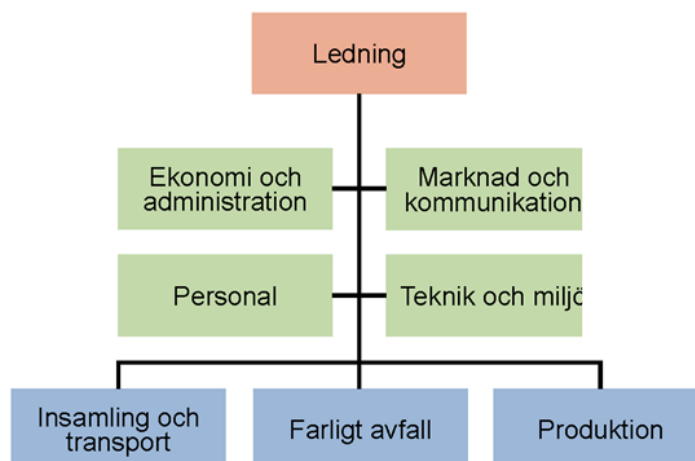 Ledning
Ekonomi och
administration
Marknad och
kommunikation
Personal
Teknik och miljö
Insamling och
transport
Farligt avfall
Produktion